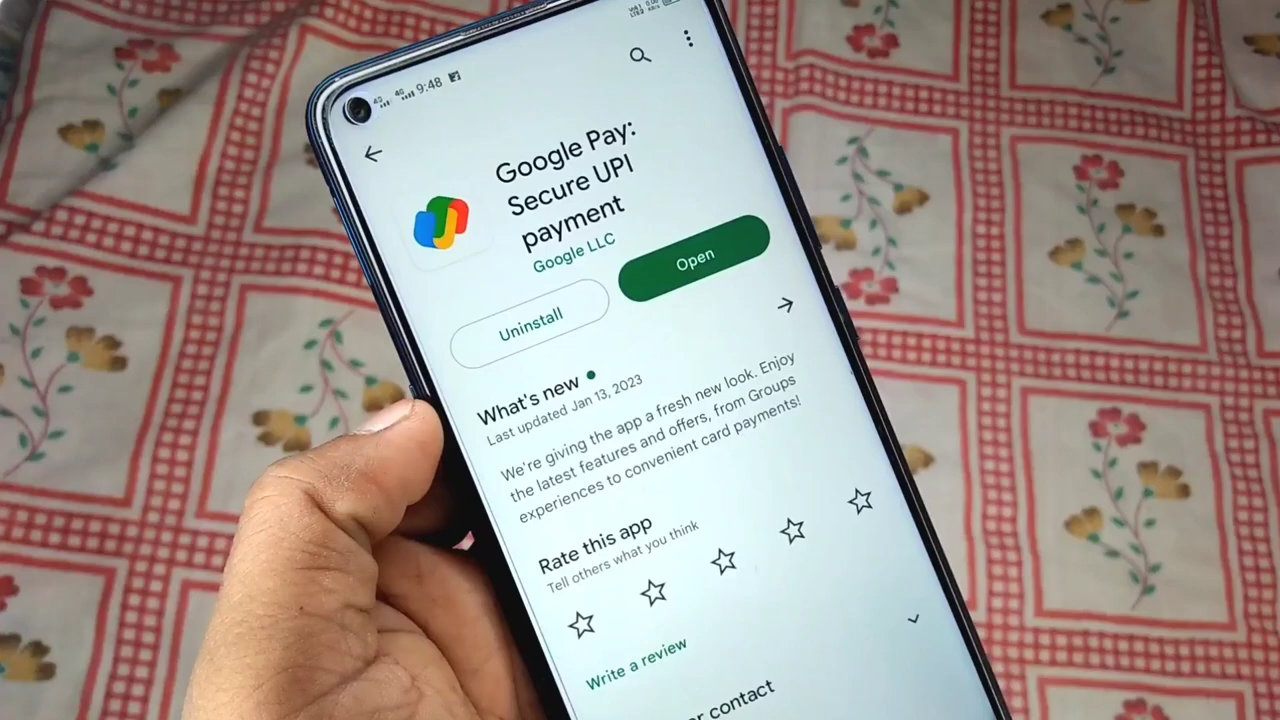 4G 4G 9:48
Google Pay:
Secure UPI
payment
Google LLC
Uninstall
Open
What's new
Last updated Jan 13, 2023
We're giving the app a fresh new look. Enjoy
the latest features and offers, from Groups
experiences to convenient card payments!
Rate this app
Tell others what you think
Write a review
contact